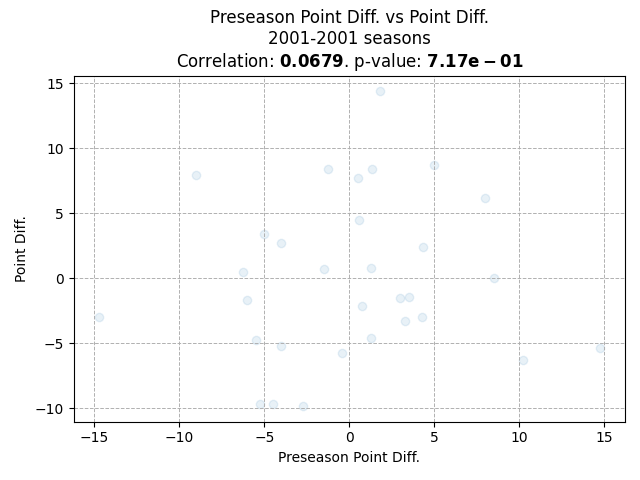 Preseason Point Diff. vs Point Diff.
2001-2001 seasons
Correlation: 0.0679. p-value: 7.17e − 01
15
10
5
0
−5
−10
Point Diff.
−15
−10
−5
0
5
10
15
Preseason Point Diff.